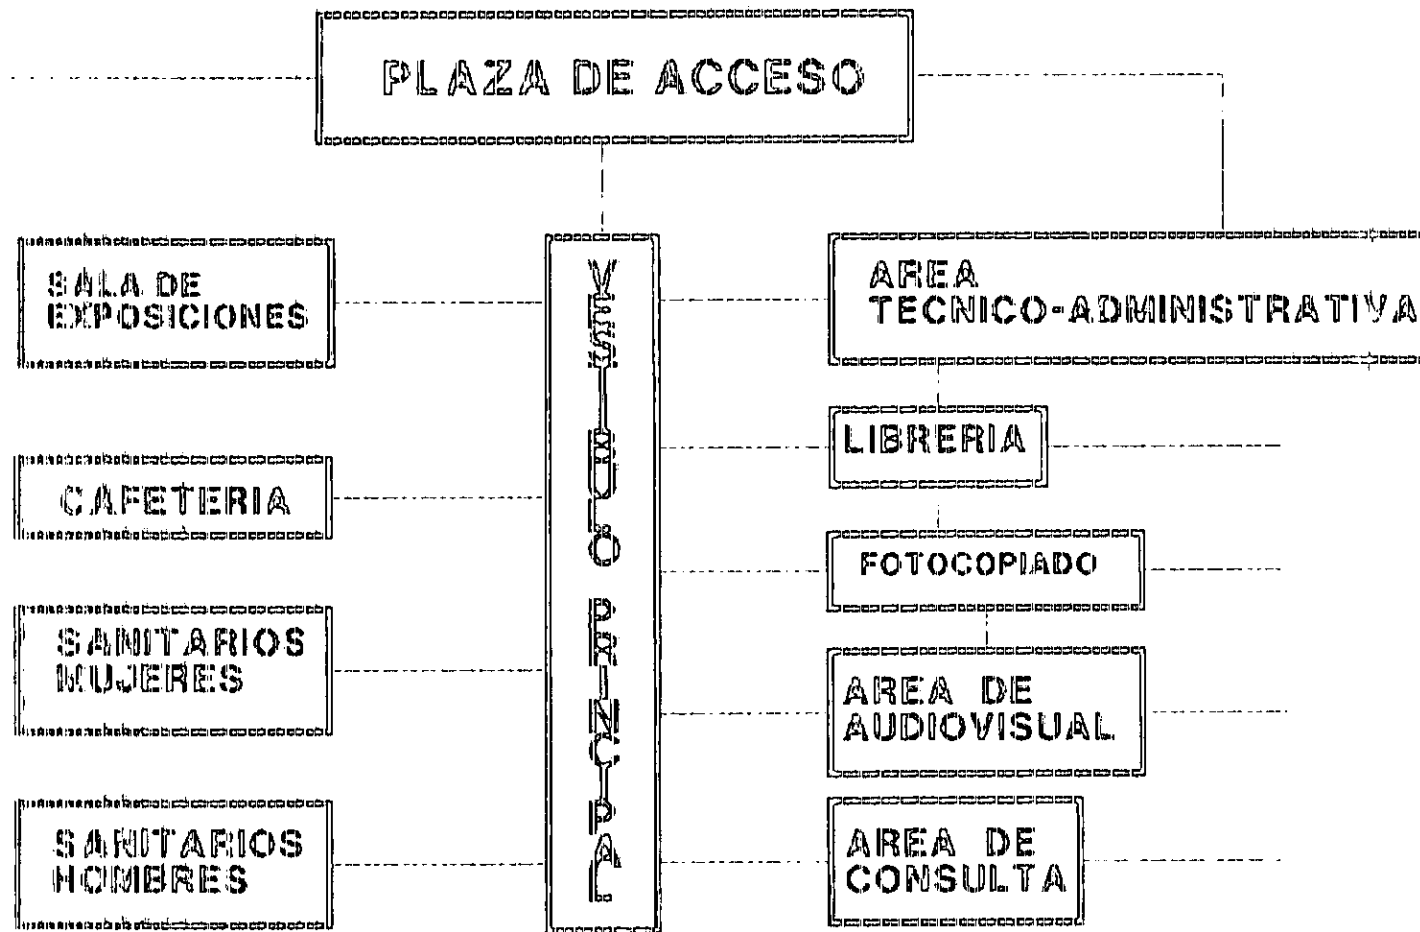 PLAZA DE ACCESO
SALA DE
EXPOSICIONES
CAFETERIA
SANITARIOS
MUJERES
SANITARIOS
HOMBRES
VESTIBULO PRINCIPAL
AREA
TECNICO-ADMINISTRATIVA
LIBRERIA
FOTOCOPIADO
AREA DE
AUDIOVISUAL
AREA DE
CONSULTA